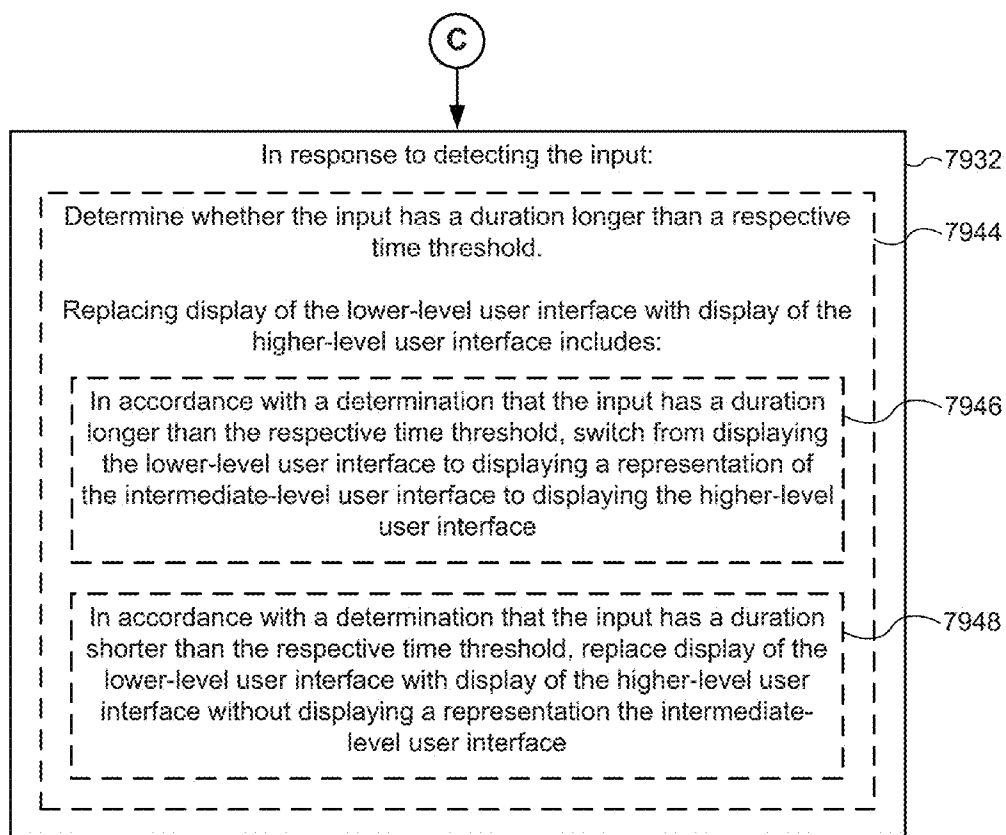 C
In response to detecting the input:
7932
Determine whether the input has a duration longer than a respective
time threshold.
7944
Replacing display of the lower-level user interface with display of the
higher-level user interface includes:
In accordance with a determination that the input has a duration
longer than the respective time threshold, switch from displaying
the lower-level user interface to displaying a representation of
the intermediate-level user interface to displaying the higher-level
user interface
7946
In accordance with a determination that the input has a duration
shorter than the respective time threshold, replace display of the
lower-level user interface with display of the higher-level user
interface without displaying a representation the intermediate-
level user interface
7948